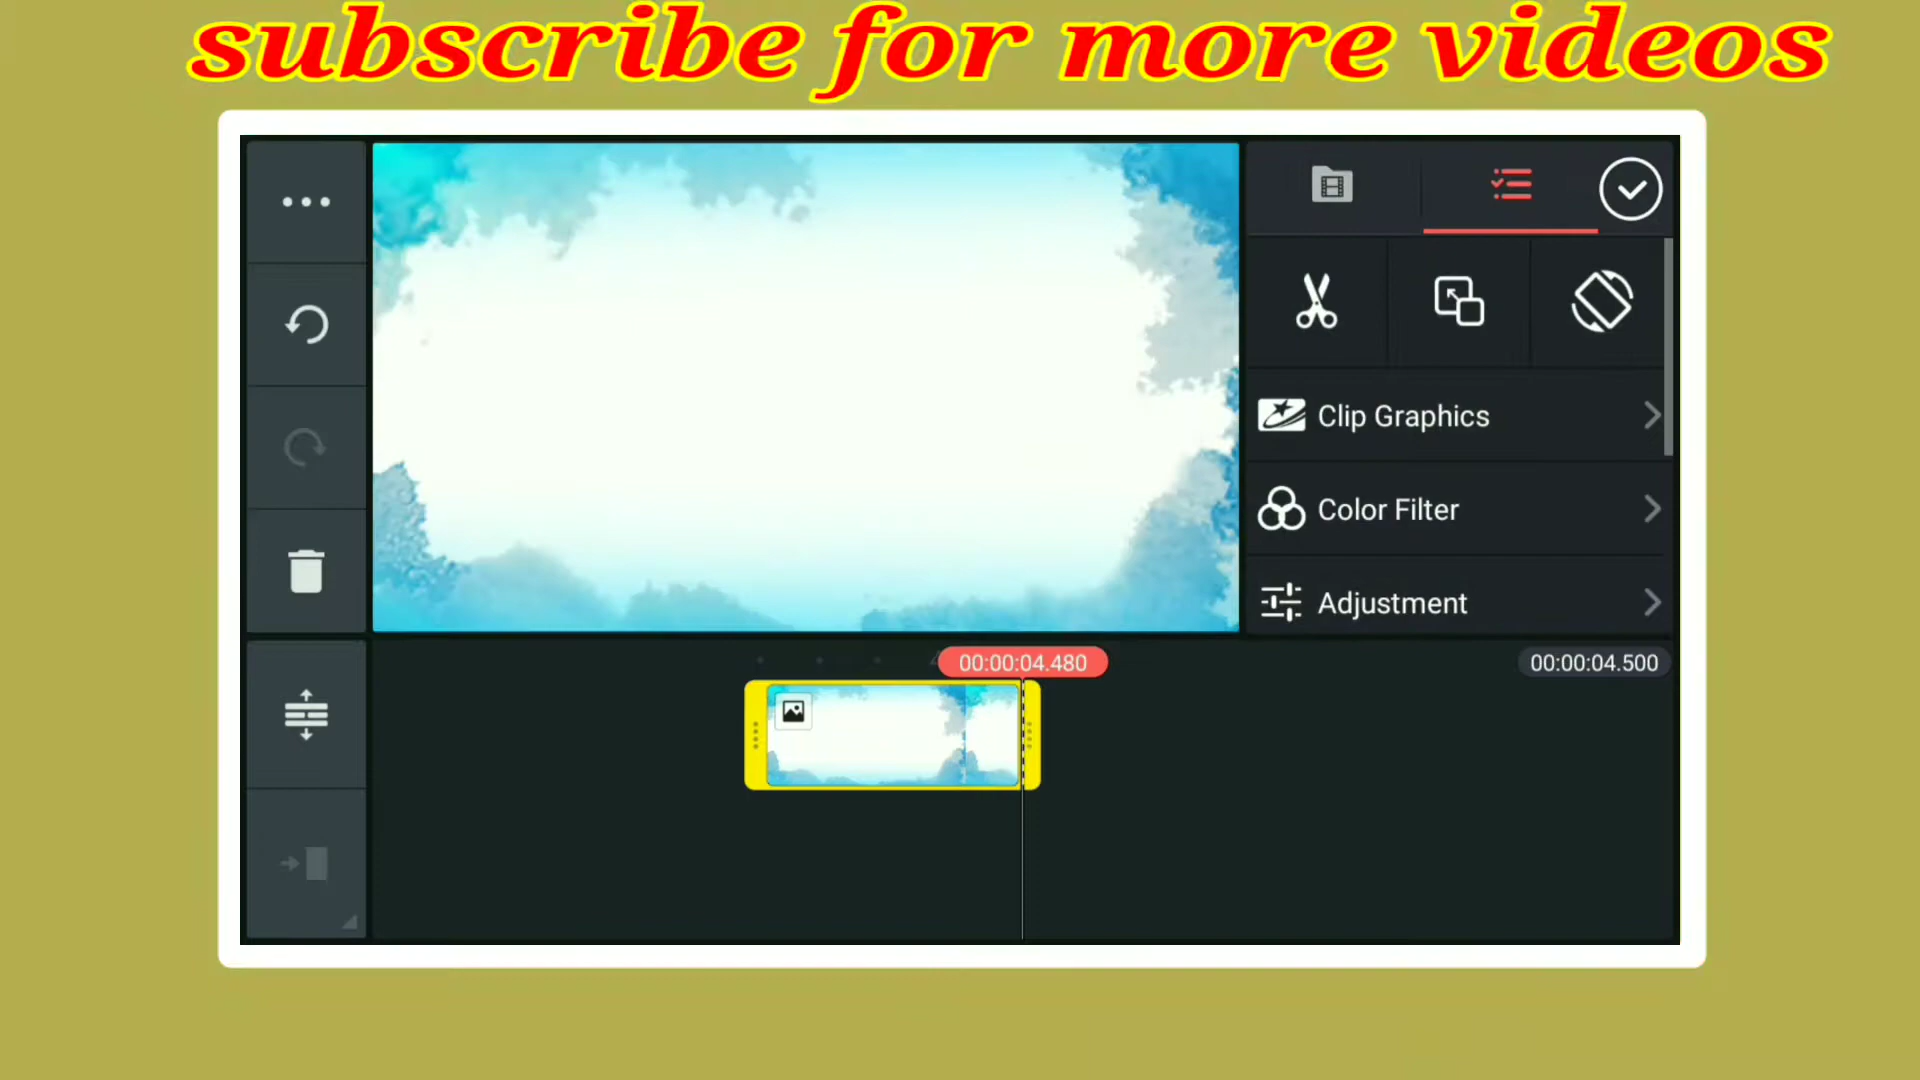 subscribe for more videos
Clip Graphics
Color Filter
Adjustment
00:00:04.480
00:00:04.500